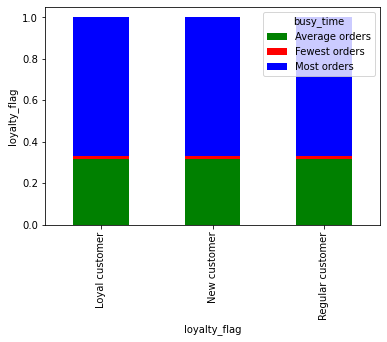 busy_time
Average orders
Fewest orders
Most orders
loyalty_flag
1.0
0.8
0.6
0.4
0.2
0.0
Loyal customer
New customer
Regular customer
loyalty_flag